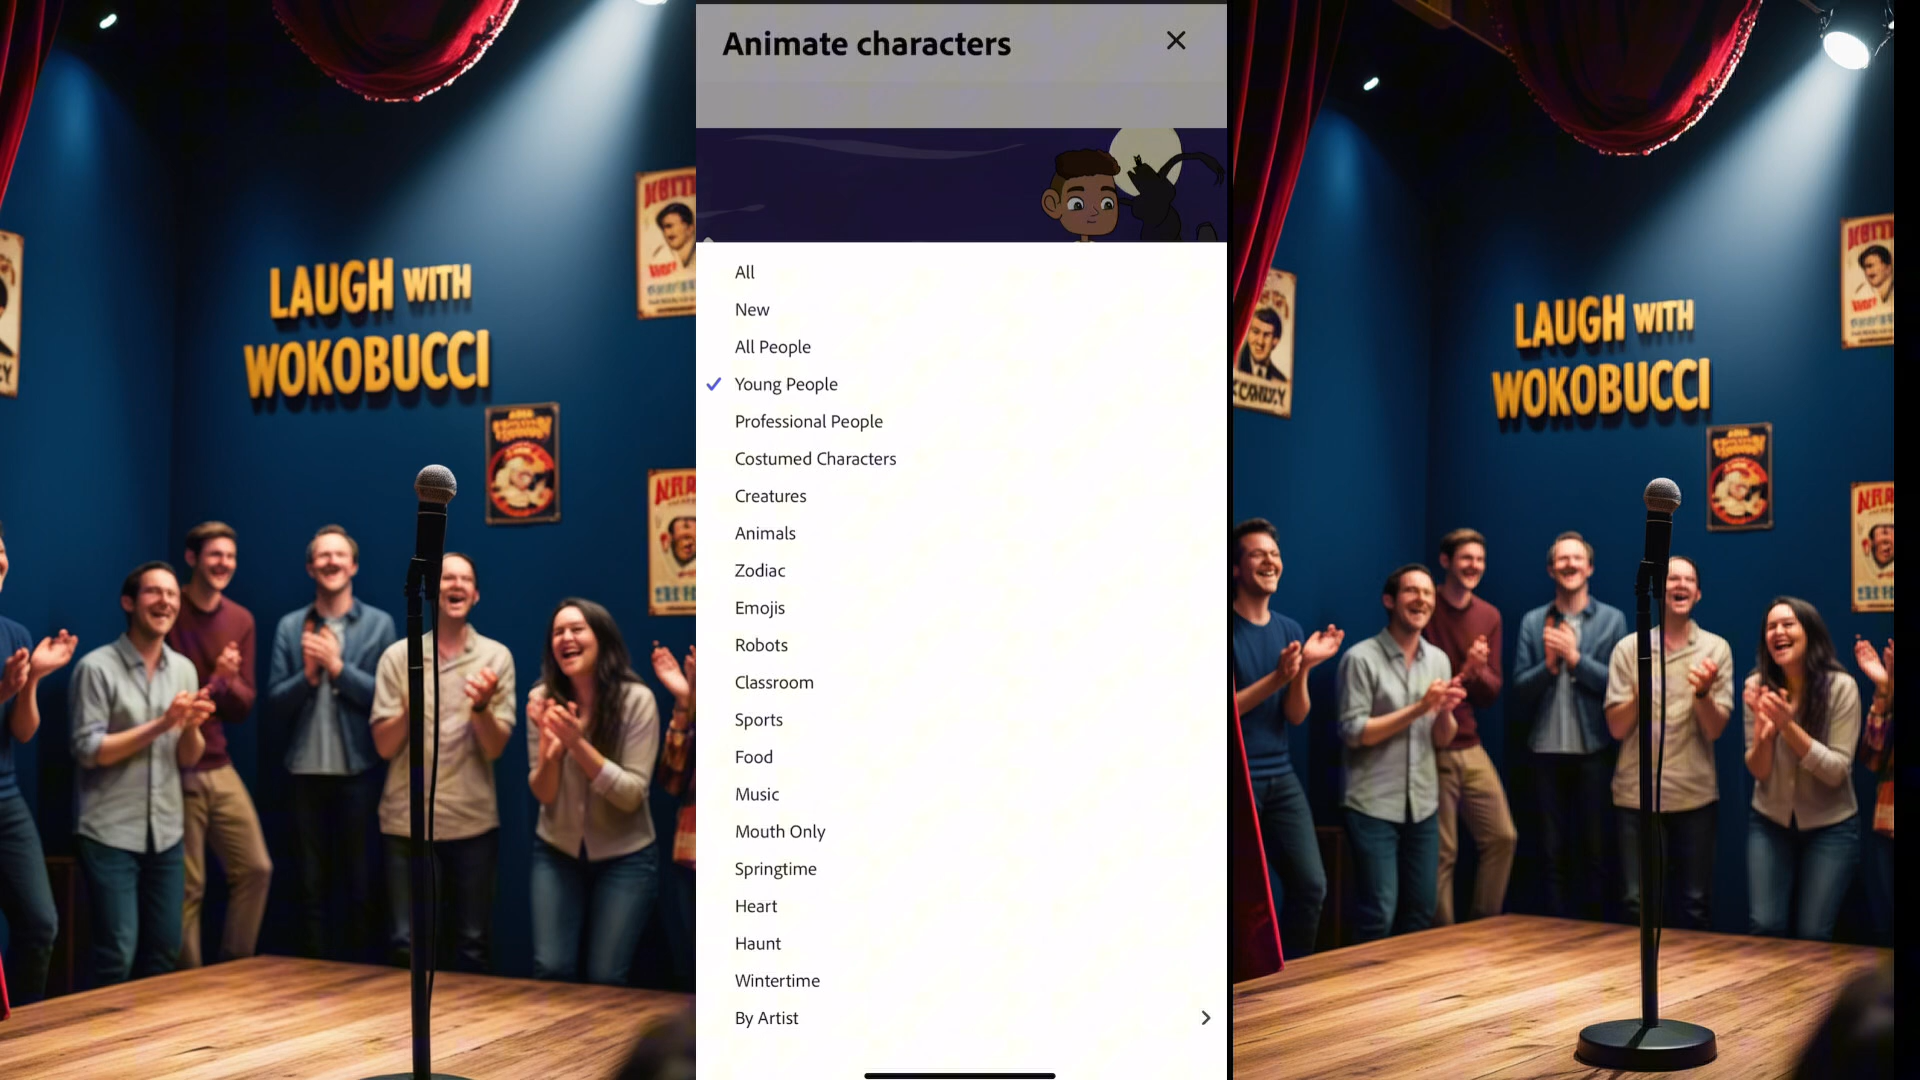 Animate characters
LAUGH WITH
WOKOBUCCI
All
New
All People
Young People
Professional People
Costumed Characters
Creatures
Animals
Zodiac
Emojis
Robots
Classroom
Sports
Food
Music
Mouth Only
Springtime
Heart
Haunt
Wintertime
By Artist
LAUGH WITH
WOKOBUCCI